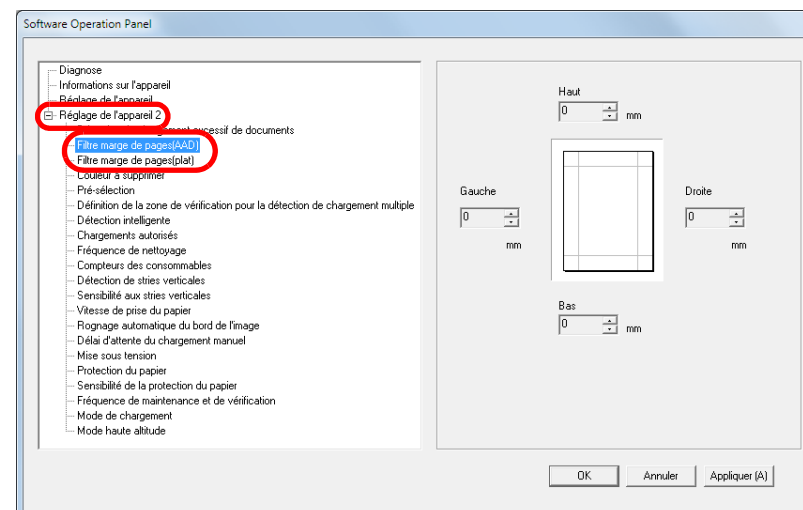 Software Operation Panel
Diagnose
Informations sur l'appareil
Réglage de l'appareil
Réglage de l'appareil 2
chargement excessif de documents
Filtre marge de pages(AAD)
Filtre marge de pages(plat)
Couleur à supprimer
Pré-sélection
Définition de la zone de vérification pour la détection de chargement multiple
Détection intelligente
Chargements autorisés
Fréquence de nettoyage
Compteurs des consommables
Détection de stries verticales
Sensibilité aux stries verticales
Vitesse de prise du papier
Rognage automatique du bord de l'image
Délai d'attente du chargement manuel
Mise sous tension
Protection du papier
Sensibilité de la protection du papier
Fréquence de maintenance et de vérification
Mode de chargement
Mode haute altitude
Haut
0 mm
Gauche
0
mm
Droite
0
mm
Bas
0 mm
OK Annuler Appliquer (A)